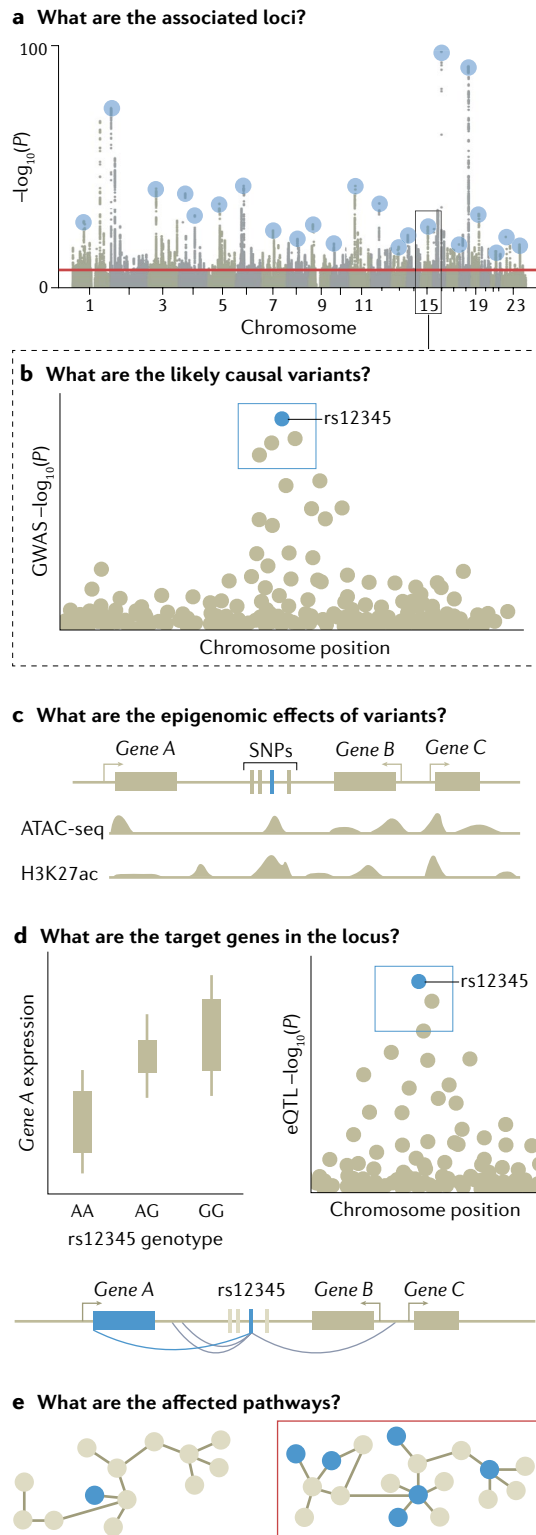 a What are the associated loci?
100
–log₁₀(P)
0
1 3 5 7 9 11 15 19 23
Chromosome
b What are the likely causal variants?
rs12345
GWAS –log₁₀(P)
Chromosome position
c What are the epigenomic effects of variants?
Gene A SNPs Gene B Gene C
ATAC-seq
H3K27ac
d What are the target genes in the locus?
Gene A expression
AA AG GG
rs12345 genotype
rs12345
eQTL –log₁₀(P)
Chromosome position
Gene A rs12345 Gene B Gene C
e What are the affected pathways?